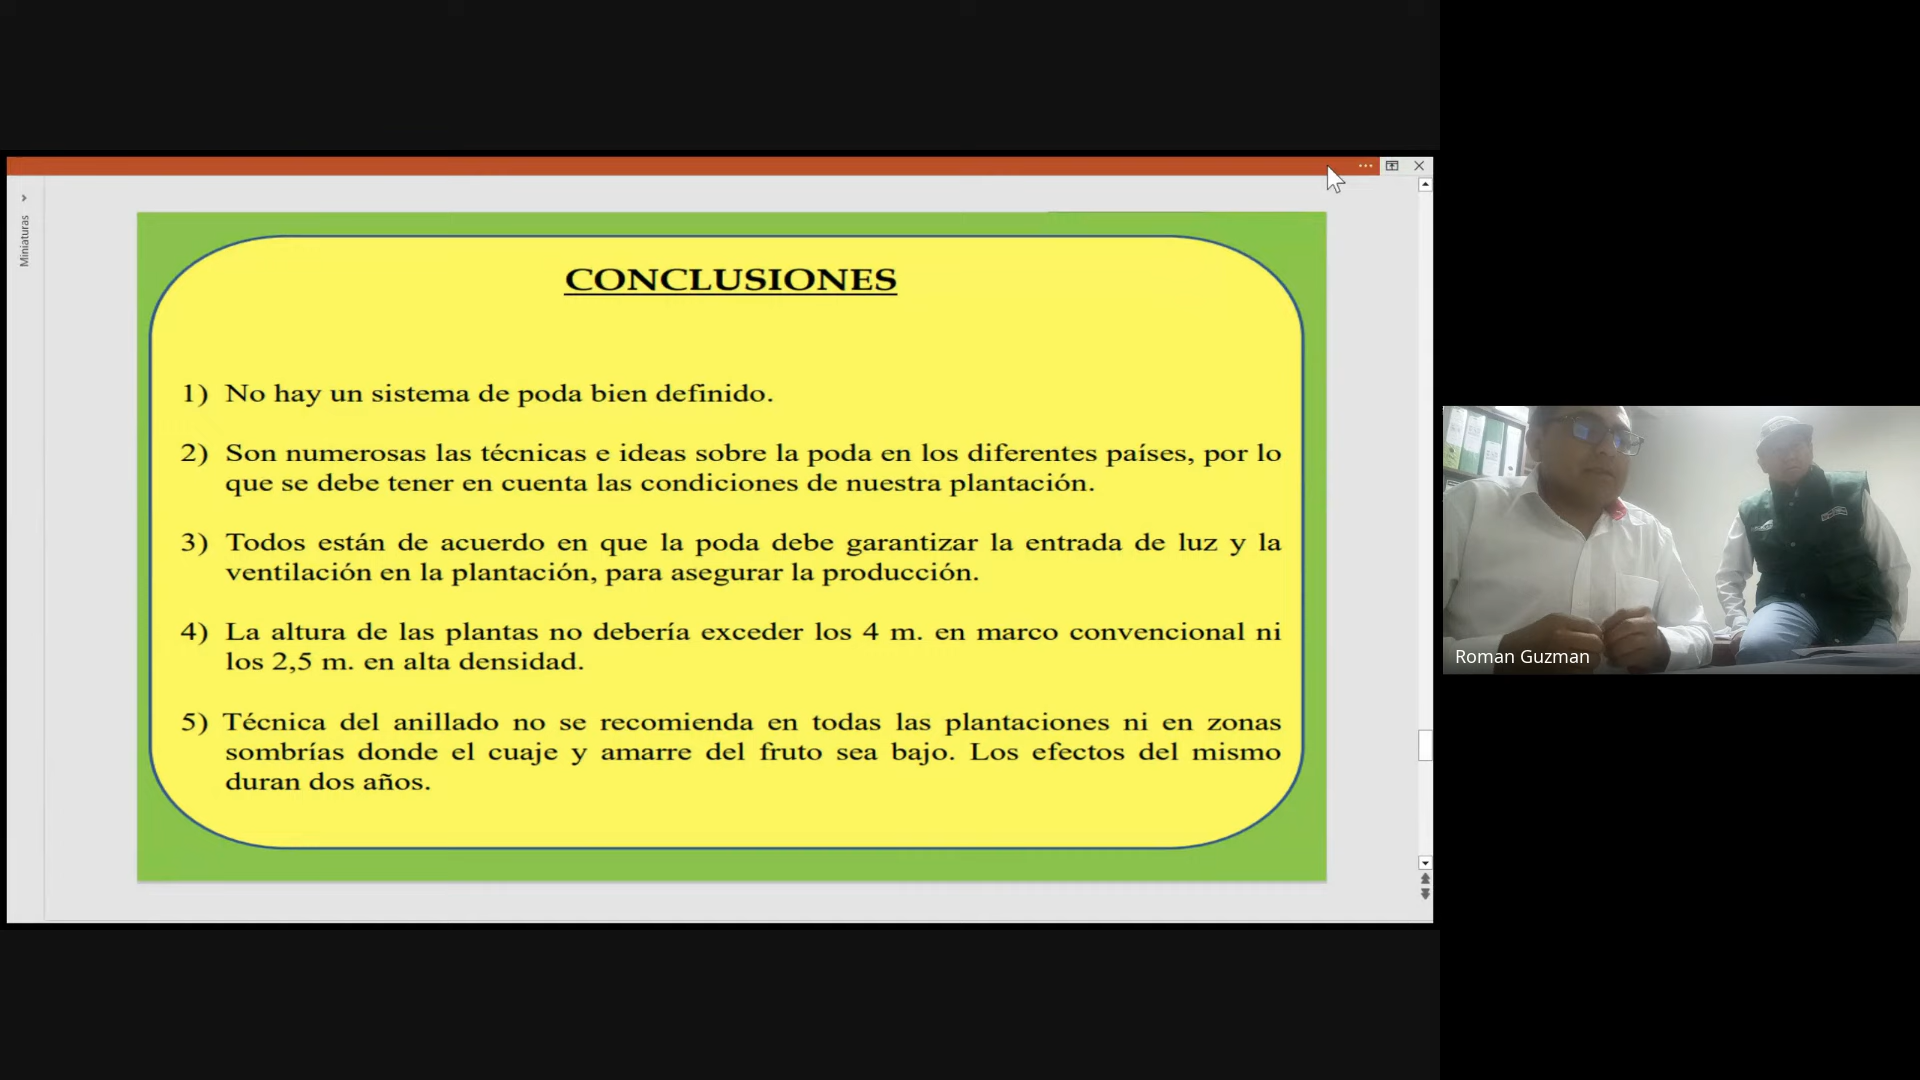 Miniaturas
CONCLUSIONES
1) No hay un sistema de poda bien definido.
2) Son numerosas las técnicas e ideas sobre la poda en los diferentes países, por lo
que se debe tener en cuenta las condiciones de nuestra plantación.
3) Todos están de acuerdo en que la poda debe garantizar la entrada de luz y la
ventilación en la plantación, para asegurar la producción.
4) La altura de las plantas no debería exceder los 4 m. en marco convencional ni
los 2,5 m. en alta densidad.
5) Técnica del anillado no se recomienda en todas las plantaciones ni en zonas
sombrías donde el cuaje y amarre del fruto sea bajo. Los efectos del mismo
duran dos años.
Roman Guzman